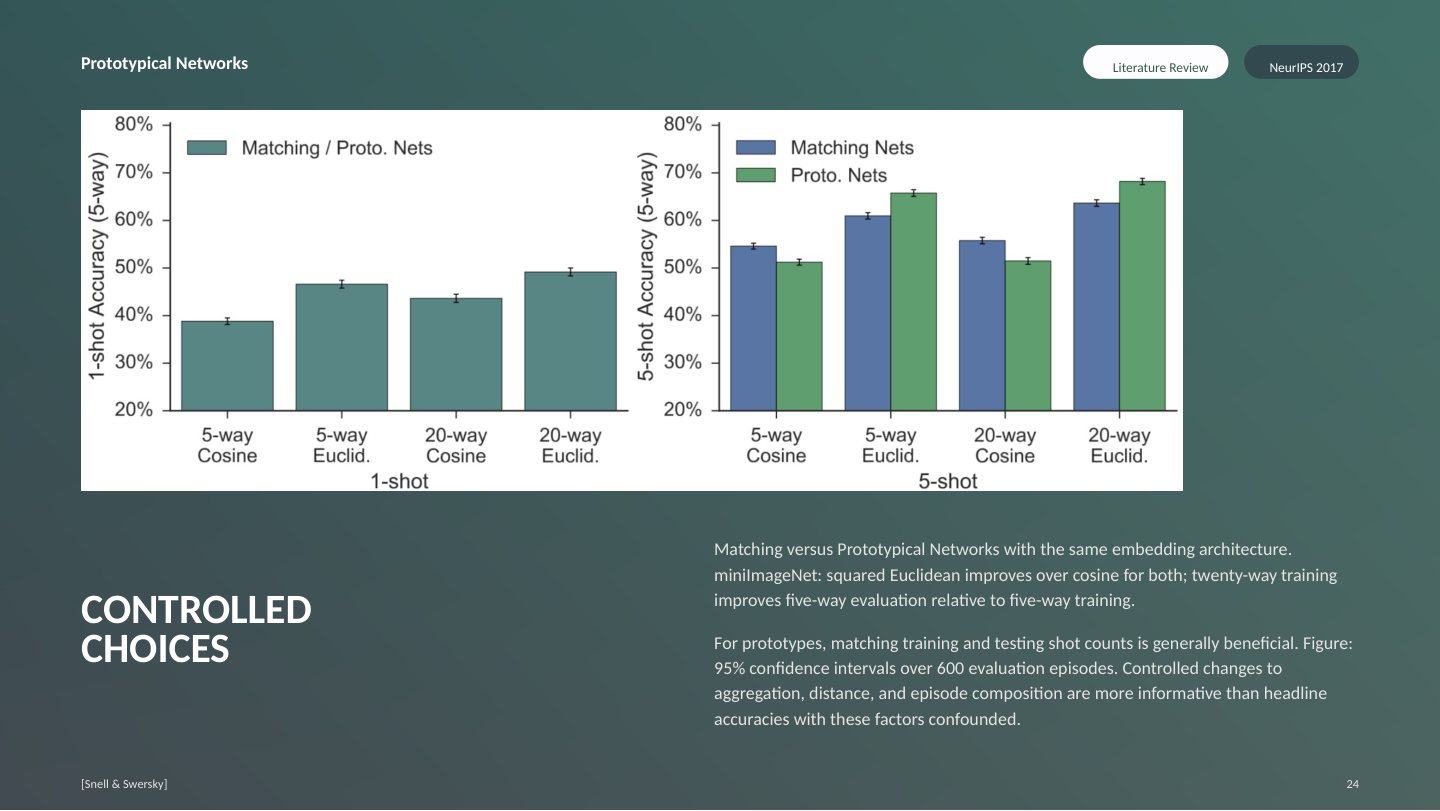 Prototypical Networks
Literature Review
NeurIPS 2017
80%
70%
60%
50%
40%
30%
20%
1-shot Accuracy (5-way)
Matching / Proto. Nets
5-way
Cosine
5-way
Euclid.
20-way
Cosine
20-way
Euclid.
1-shot
80%
70%
60%
50%
40%
30%
20%
5-shot Accuracy (5-way)
Matching Nets
Proto. Nets
5-way
Cosine
5-way
Euclid.
20-way
Cosine
20-way
Euclid.
5-shot
CONTROLLED
CHOICES
Matching versus Prototypical Networks with the same embedding architecture.
miniImageNet: squared Euclidean improves over cosine for both; twenty-way training
improves five-way evaluation relative to five-way training.
For prototypes, matching training and testing shot counts is generally beneficial. Figure:
95% confidence intervals over 600 evaluation episodes. Controlled changes to
aggregation, distance, and episode composition are more informative than headline
accuracies with these factors confounded.
[Snell & Swersky]
24